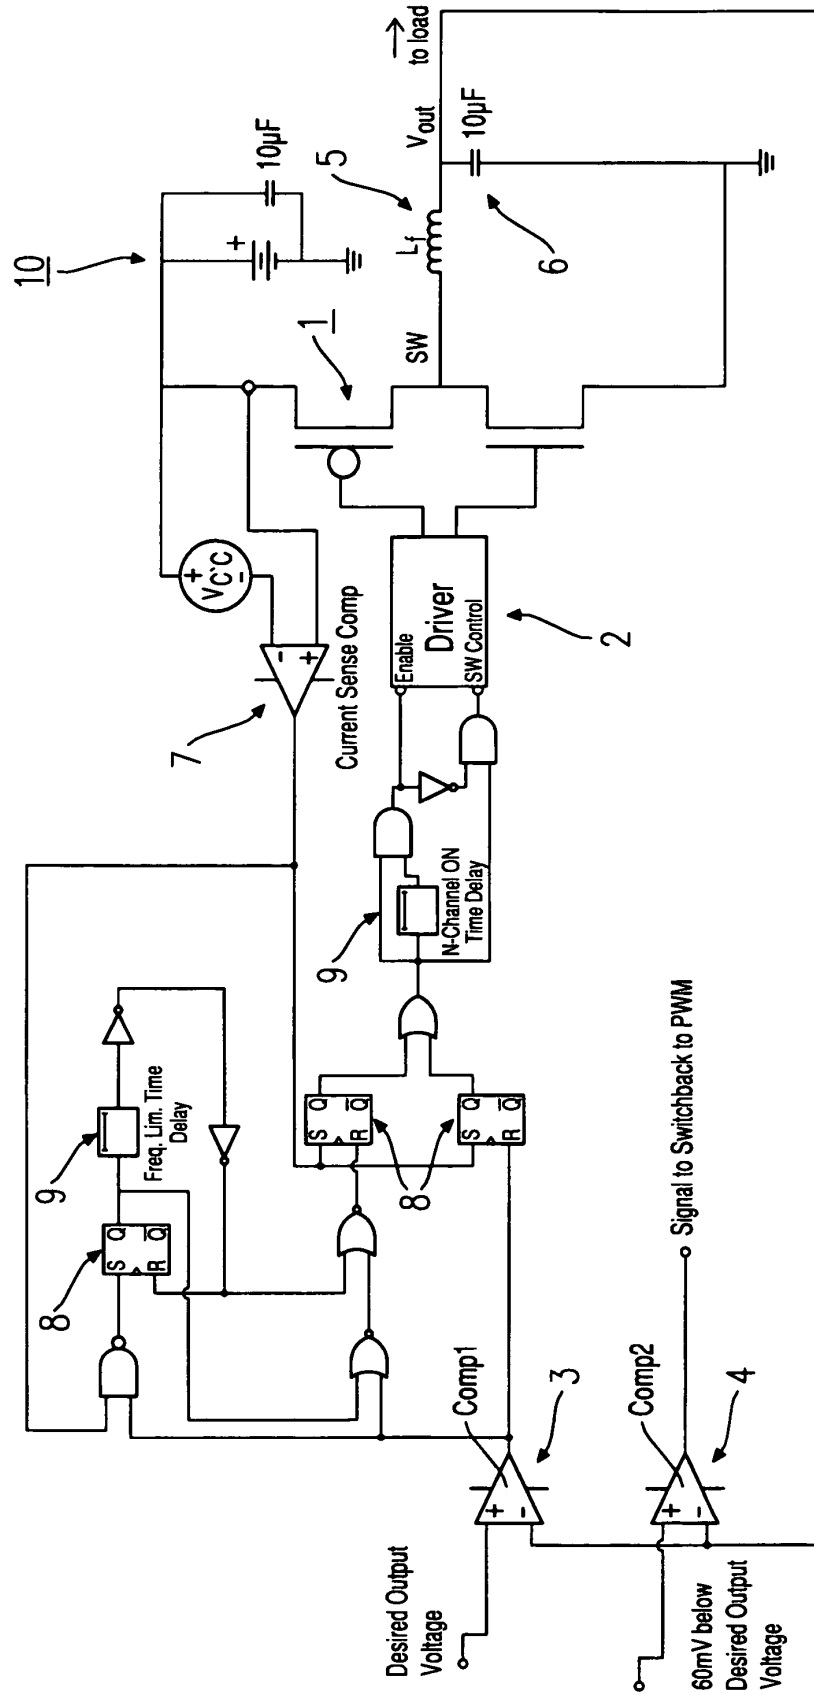 10
10µF
+
5
1
Lf
SW
Vout
to load
10µF
6
+
VC'C
-
-
+
7
Current Sense Comp
Enable
Driver
SW Control
2
9
N-Channel ON
Time Delay
9
Freq. Lim. Time
Delay
8
S Q
R Q
S Q
R Q
8
S Q
R Q
Comp1
3
+
-
Desired Output
Voltage
Comp2
4
+
-
60mV below
Desired Output
Voltage
Signal to Switchback to PWM